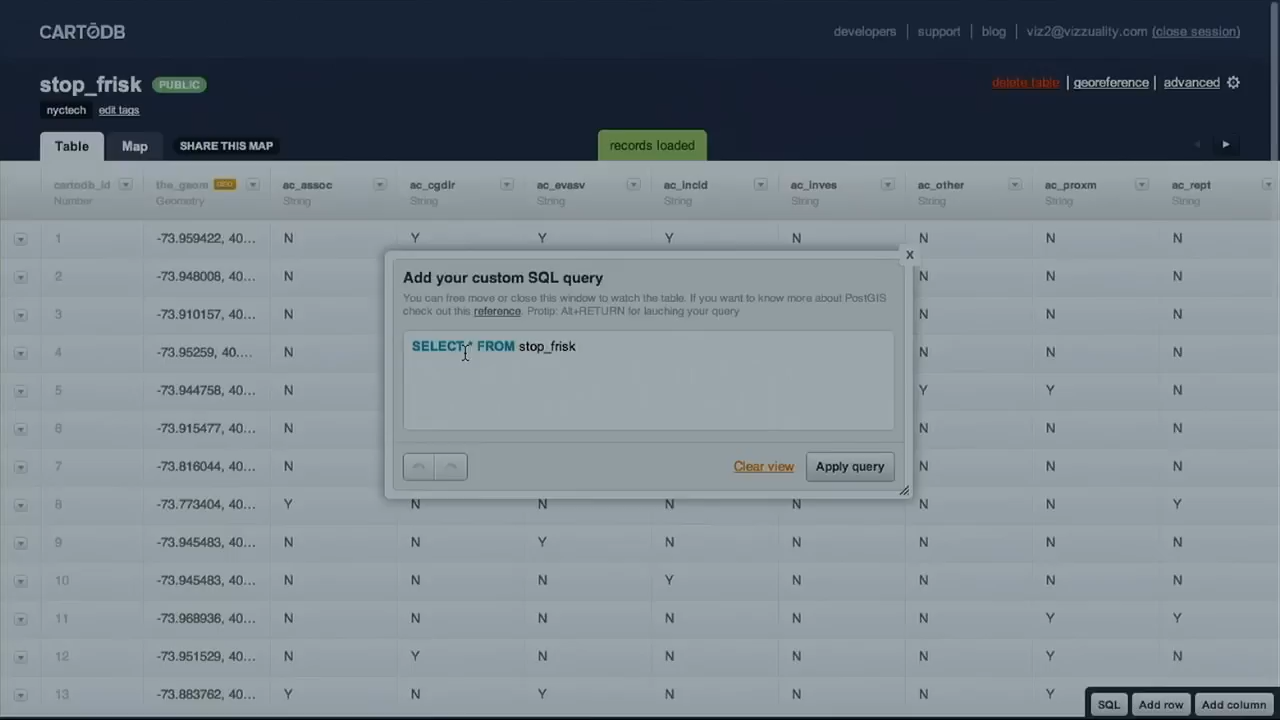 CARTODB
developers | support | blog | viz2@vizzuality.com (close session)
stop_frisk PUBLIC
delete table | georeference | advanced
nyctech edit tags
Table Map SHARE THIS MAP records loaded
cartodb_id the_geom GEO ac_assoc ac_cgdir ac_evasv ac_incid ac_inves ac_other ac_proxm ac_rept
Number Geometry String String String String String String String String
1 -73.959422, 40... N Y Y Y N N N N
2 -73.948008, 40... N N N N
3 -73.910157, 40... N N N N
4 -73.95259, 40.... N N N N
5 -73.944758, 40... N Y Y N
6 -73.915477, 40... N N N N
7 -73.816044, 40... N N N N
8 -73.773404, 40... Y N N N N N N Y
9 -73.945483, 40... N N Y N N N N N
10 -73.945483, 40... N N N Y N N N N
11 -73.968936, 40... N N N N N N Y Y
12 -73.951529, 40... N Y N N N N Y N
13 -73.883762, 40... Y N Y N N N Y N
Add your custom SQL query
X
You can free move or close this window to watch the table. If you want to know more about PostGIS
check out this reference. Protip: Alt+RETURN for lauching your query
SELECT * FROM stop_frisk
Clear view Apply query
SQL Add row Add column